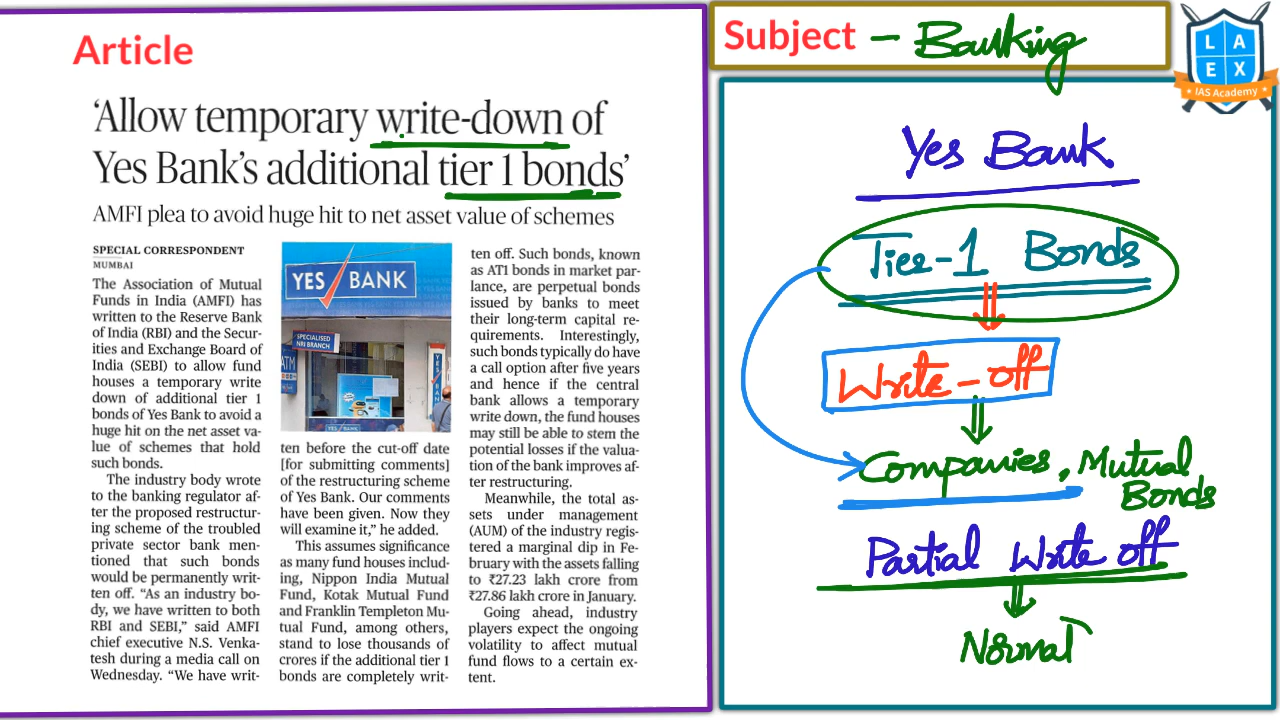 Article
‘Allow temporary write-down of
Yes Bank’s additional tier 1 bonds’
AMFI plea to avoid huge hit to net asset value of schemes
SPECIAL CORRESPONDENT
MUMBAI
The Association of Mutual
Funds in India (AMFI) has
written to the Reserve Bank
of India (RBI) and the Secur-
ities and Exchange Board of
India (SEBI) to allow fund
houses a temporary write
down of additional tier 1
bonds of Yes Bank to avoid a
huge hit on the net asset va-
lue of schemes that hold
such bonds.
The industry body wrote
to the banking regulator af-
ter the proposed restructur-
ing scheme of the troubled
private sector bank men-
tioned that such bonds
would be permanently writ-
ten off. “As an industry bo-
dy, we have written to both
RBI and SEBI,” said AMFI
chief executive N.S. Venka-
tesh during a media call on
Wednesday. “We have writ-
YES BANK
SPECIALISED
NRI BRANCH
ATM
YES BANK
YES BANK
ten before the cut-off date
[for submitting comments]
of the restructuring scheme
of Yes Bank. Our comments
have been given. Now they
will examine it,” he added.
This assumes significance
as many fund houses includ-
ing, Nippon India Mutual
Fund, Kotak Mutual Fund
and Franklin Templeton Mu-
tual Fund, among others,
stand to lose thousands of
crores if the additional tier 1
bonds are completely writ-
ten off. Such bonds, known
as AT1 bonds in market par-
lance, are perpetual bonds
issued by banks to meet
their long-term capital re-
quirements. Interestingly,
such bonds typically do have
a call option after five years
and hence if the central
bank allows a temporary
write down, the fund houses
may still be able to stem the
potential losses if the valua-
tion of the bank improves af-
ter restructuring.
Meanwhile, the total as-
sets under management
(AUM) of the industry regis-
tered a marginal dip in Fe-
bruary with the assets falling
to ₹27.23 lakh crore from
₹27.86 lakh crore in January.
Going ahead, industry
players expect the ongoing
volatility to affect mutual
fund flows to a certain ex-
tent.
Subject - Banking
L A
E X
IAS Academy
Yes Bank
Tier-1 Bonds
Write-off
Companies, Mutual
Bonds
Partial Write off
Normal